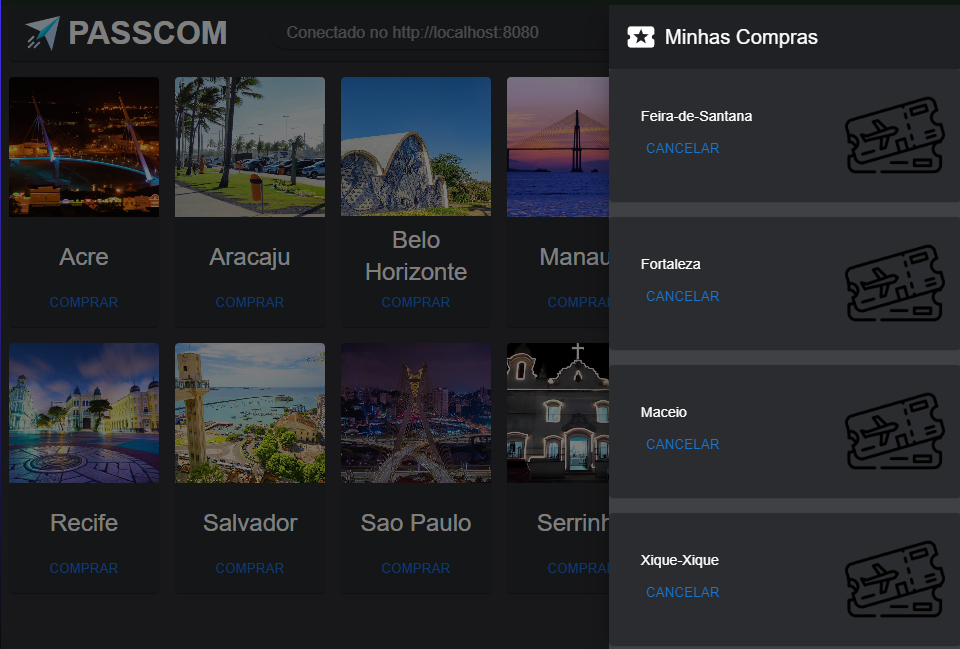 PASSCOM
Conectado no http://localhost:8080
Acre
COMPRAR
Aracaju
COMPRAR
Belo
Horizonte
COMPRAR
Manau
COMPRAR
Recife
COMPRAR
Salvador
COMPRAR
Sao Paulo
COMPRAR
Serrinh
COMPRAR
Minhas Compras
Feira-de-Santana
CANCELAR
Fortaleza
CANCELAR
Maceio
CANCELAR
Xique-Xique
CANCELAR